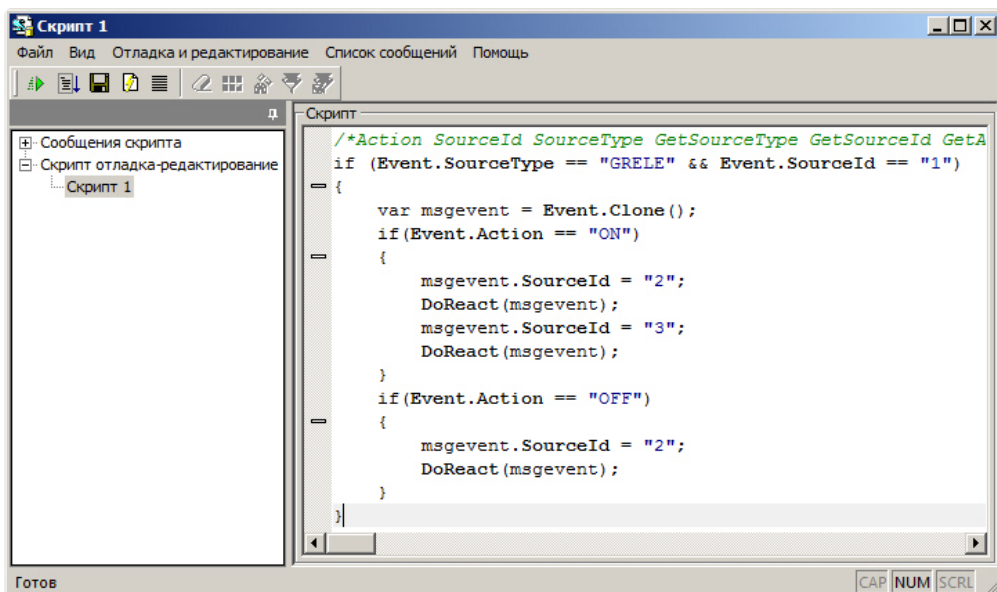 Скрипт 1
Файл Вид Отладка и редактирование Список сообщений Помощь
Сообщения скрипта
Скрипт отладка-редактирование
Скрипт 1
Скрипт
/*Action SourceId SourceType GetSourceType GetSourceId GetA
if (Event.SourceType == "GRELE" && Event.SourceId == "1")
{
var msgevent = Event.Clone();
if(Event.Action == "ON")
{
msgevent.SourceId = "2";
DoReact(msgevent);
msgevent.SourceId = "3";
DoReact(msgevent);
}
if(Event.Action == "OFF")
{
msgevent.SourceId = "2";
DoReact(msgevent);
}
}
Готов CAP NUM SCRL